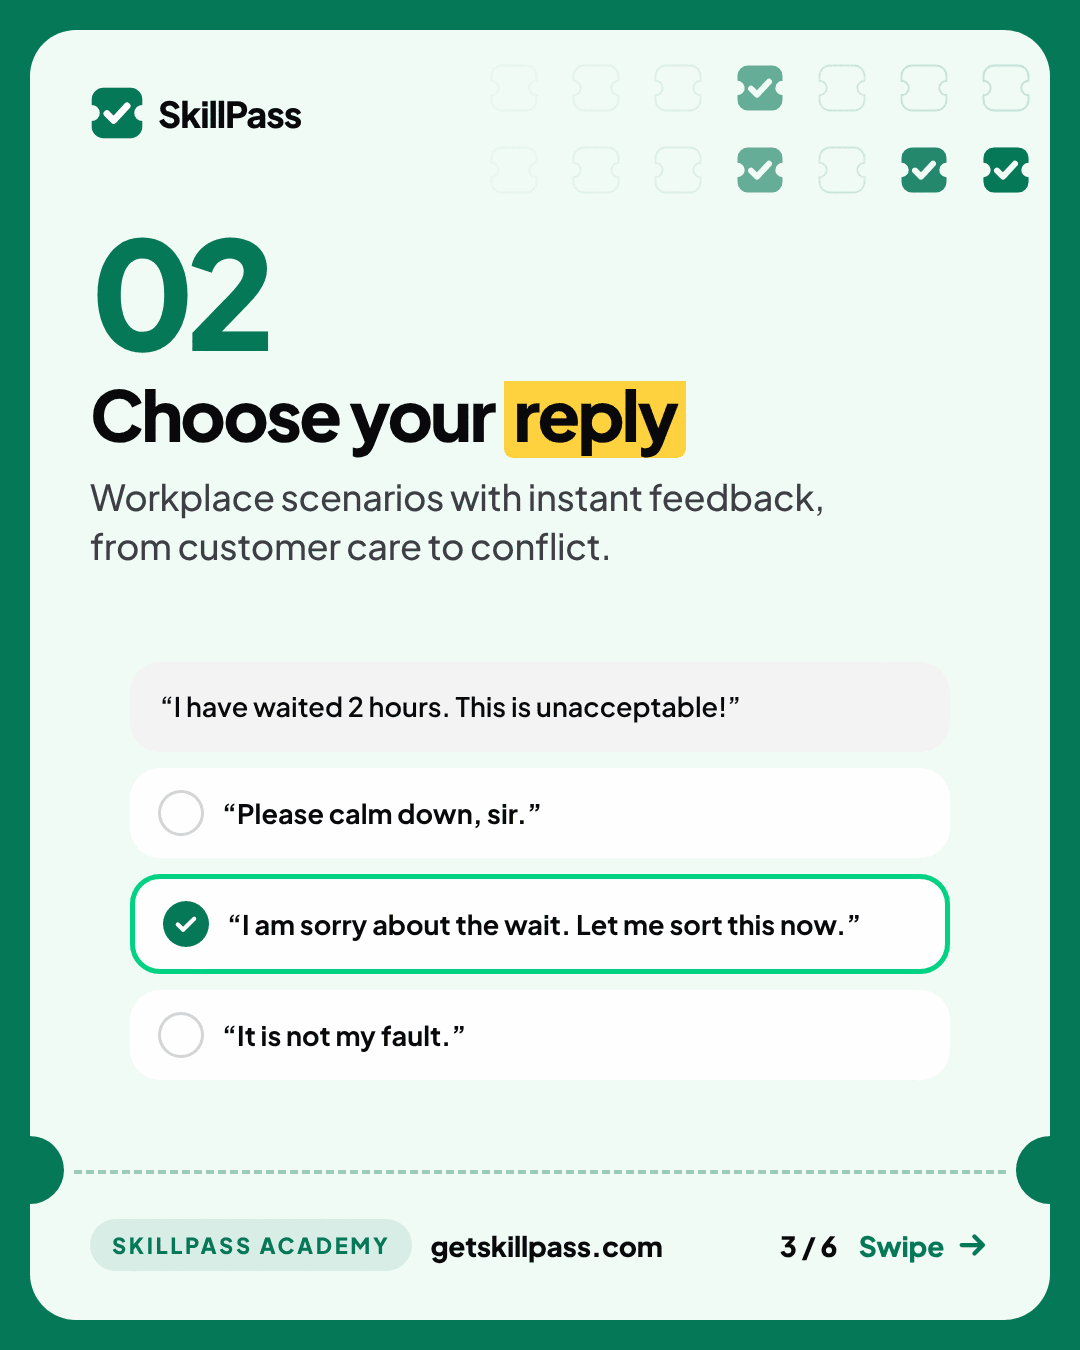 SkillPass
02
Choose your reply
Workplace scenarios with instant feedback,
from customer care to conflict.
“I have waited 2 hours. This is unacceptable!”
“Please calm down, sir.”
“I am sorry about the wait. Let me sort this now.”
“It is not my fault.”
SKILLPASS ACADEMY getskillpass.com 3 / 6 Swipe →